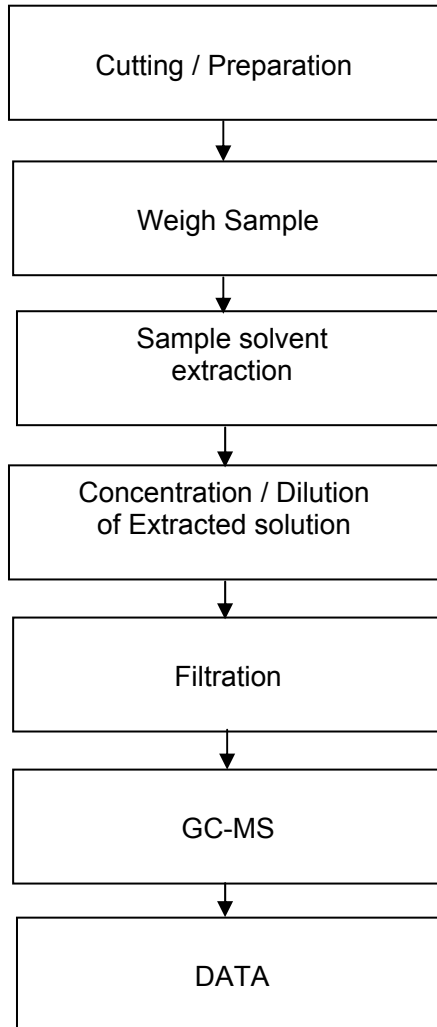 Cutting / Preparation
Weigh Sample
Sample solvent
extraction
Concentration / Dilution
of Extracted solution
Filtration
GC-MS
DATA